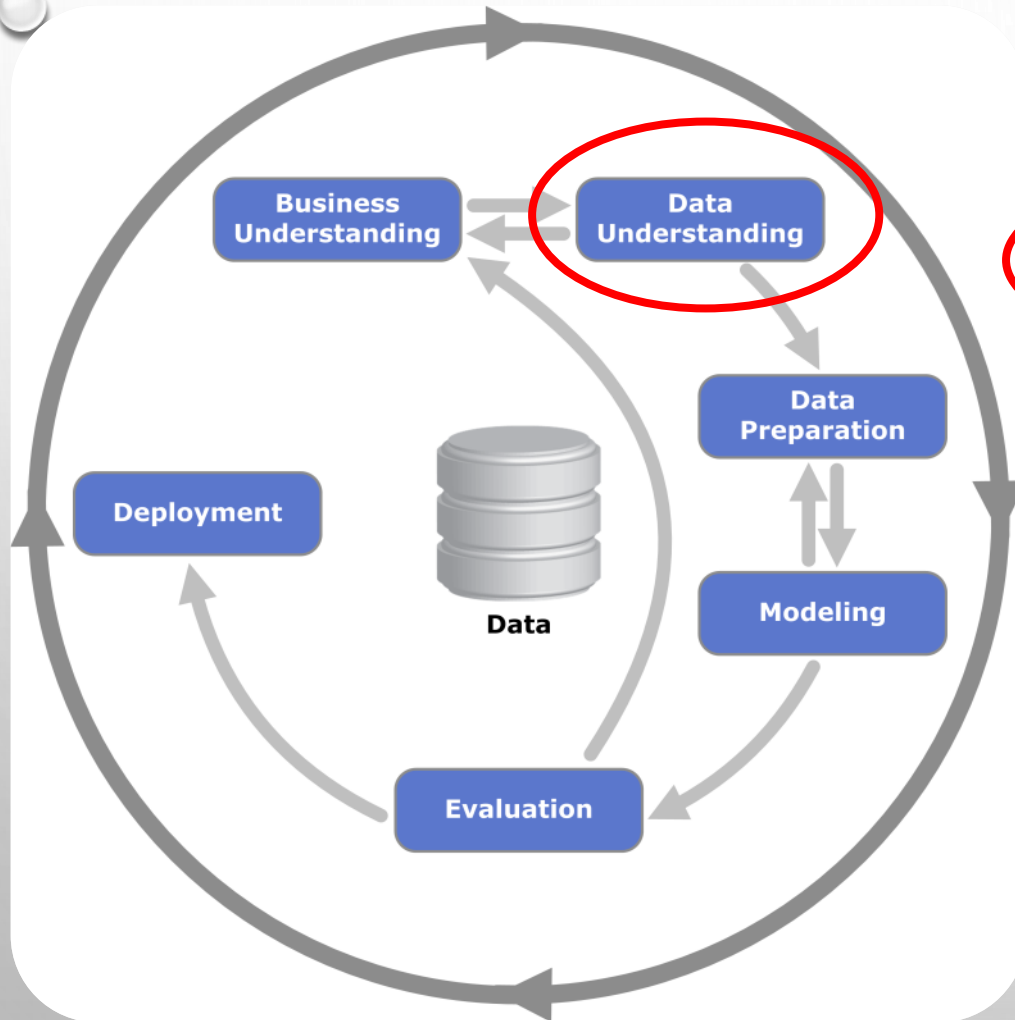 Business
Understanding
Data
Understanding
Data
Preparation
Deployment
Modeling
Data
Evaluation